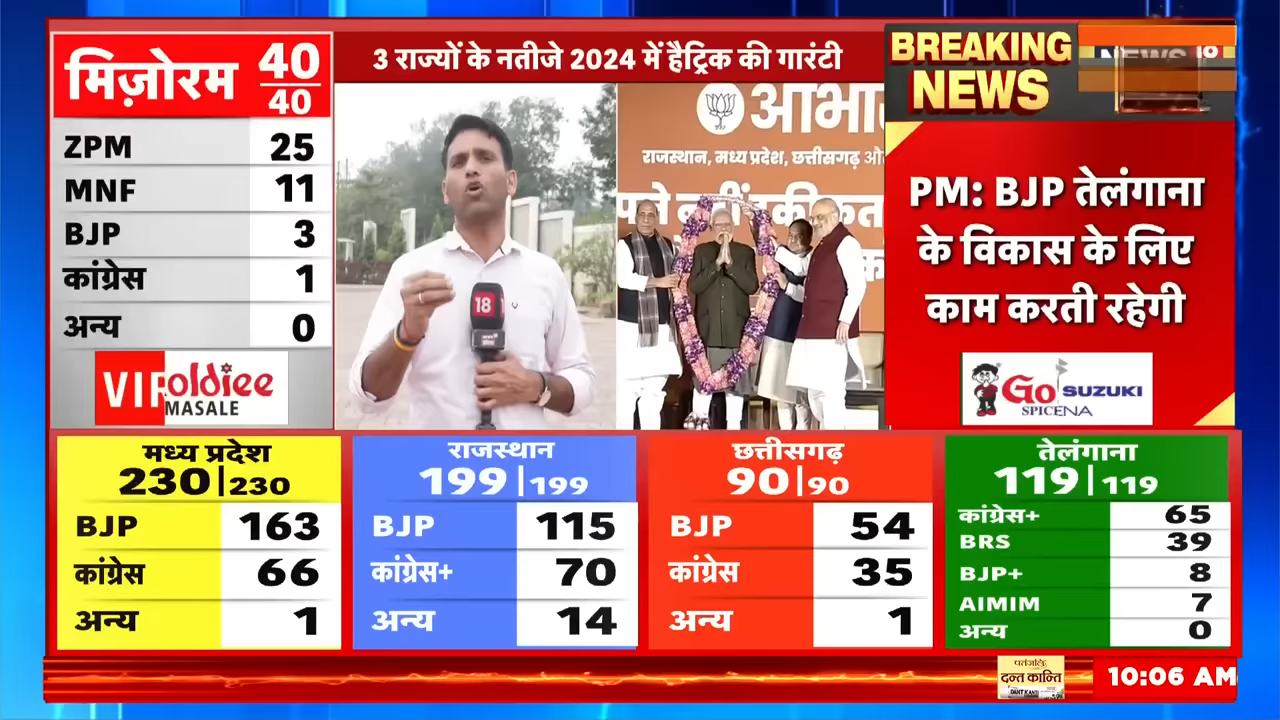 मिज़ोरम
40
40
ZPM 25
MNF 11
BJP 3
कांग्रेस 1
अन्य 0
oldiee
MASALE
3 राज्यों के नतीजे 2024 में हैट्रिक की गारंटी
18
राजस्थान, मध्य प्रदेश, छत्तीसगढ़
BREAKING
NEWS
PM: BJP तेलंगाना
के विकास के लिए
काम करती रहेगी
Go
SUZUKI
मध्य प्रदेश
230|230
BJP 163
कांग्रेस 66
अन्य 1
राजस्थान
199|199
BJP 115
कांग्रेस+ 70
अन्य 14
छत्तीसगढ़
90|90
BJP 54
कांग्रेस 35
अन्य 1
तेलंगाना
119|119
कांग्रेस+ 65
BRS 39
BJP+ 8
AIMIM 7
अन्य 0
पतंजलि
दन्त कान्ति
DANT KANTI
10:06 AM